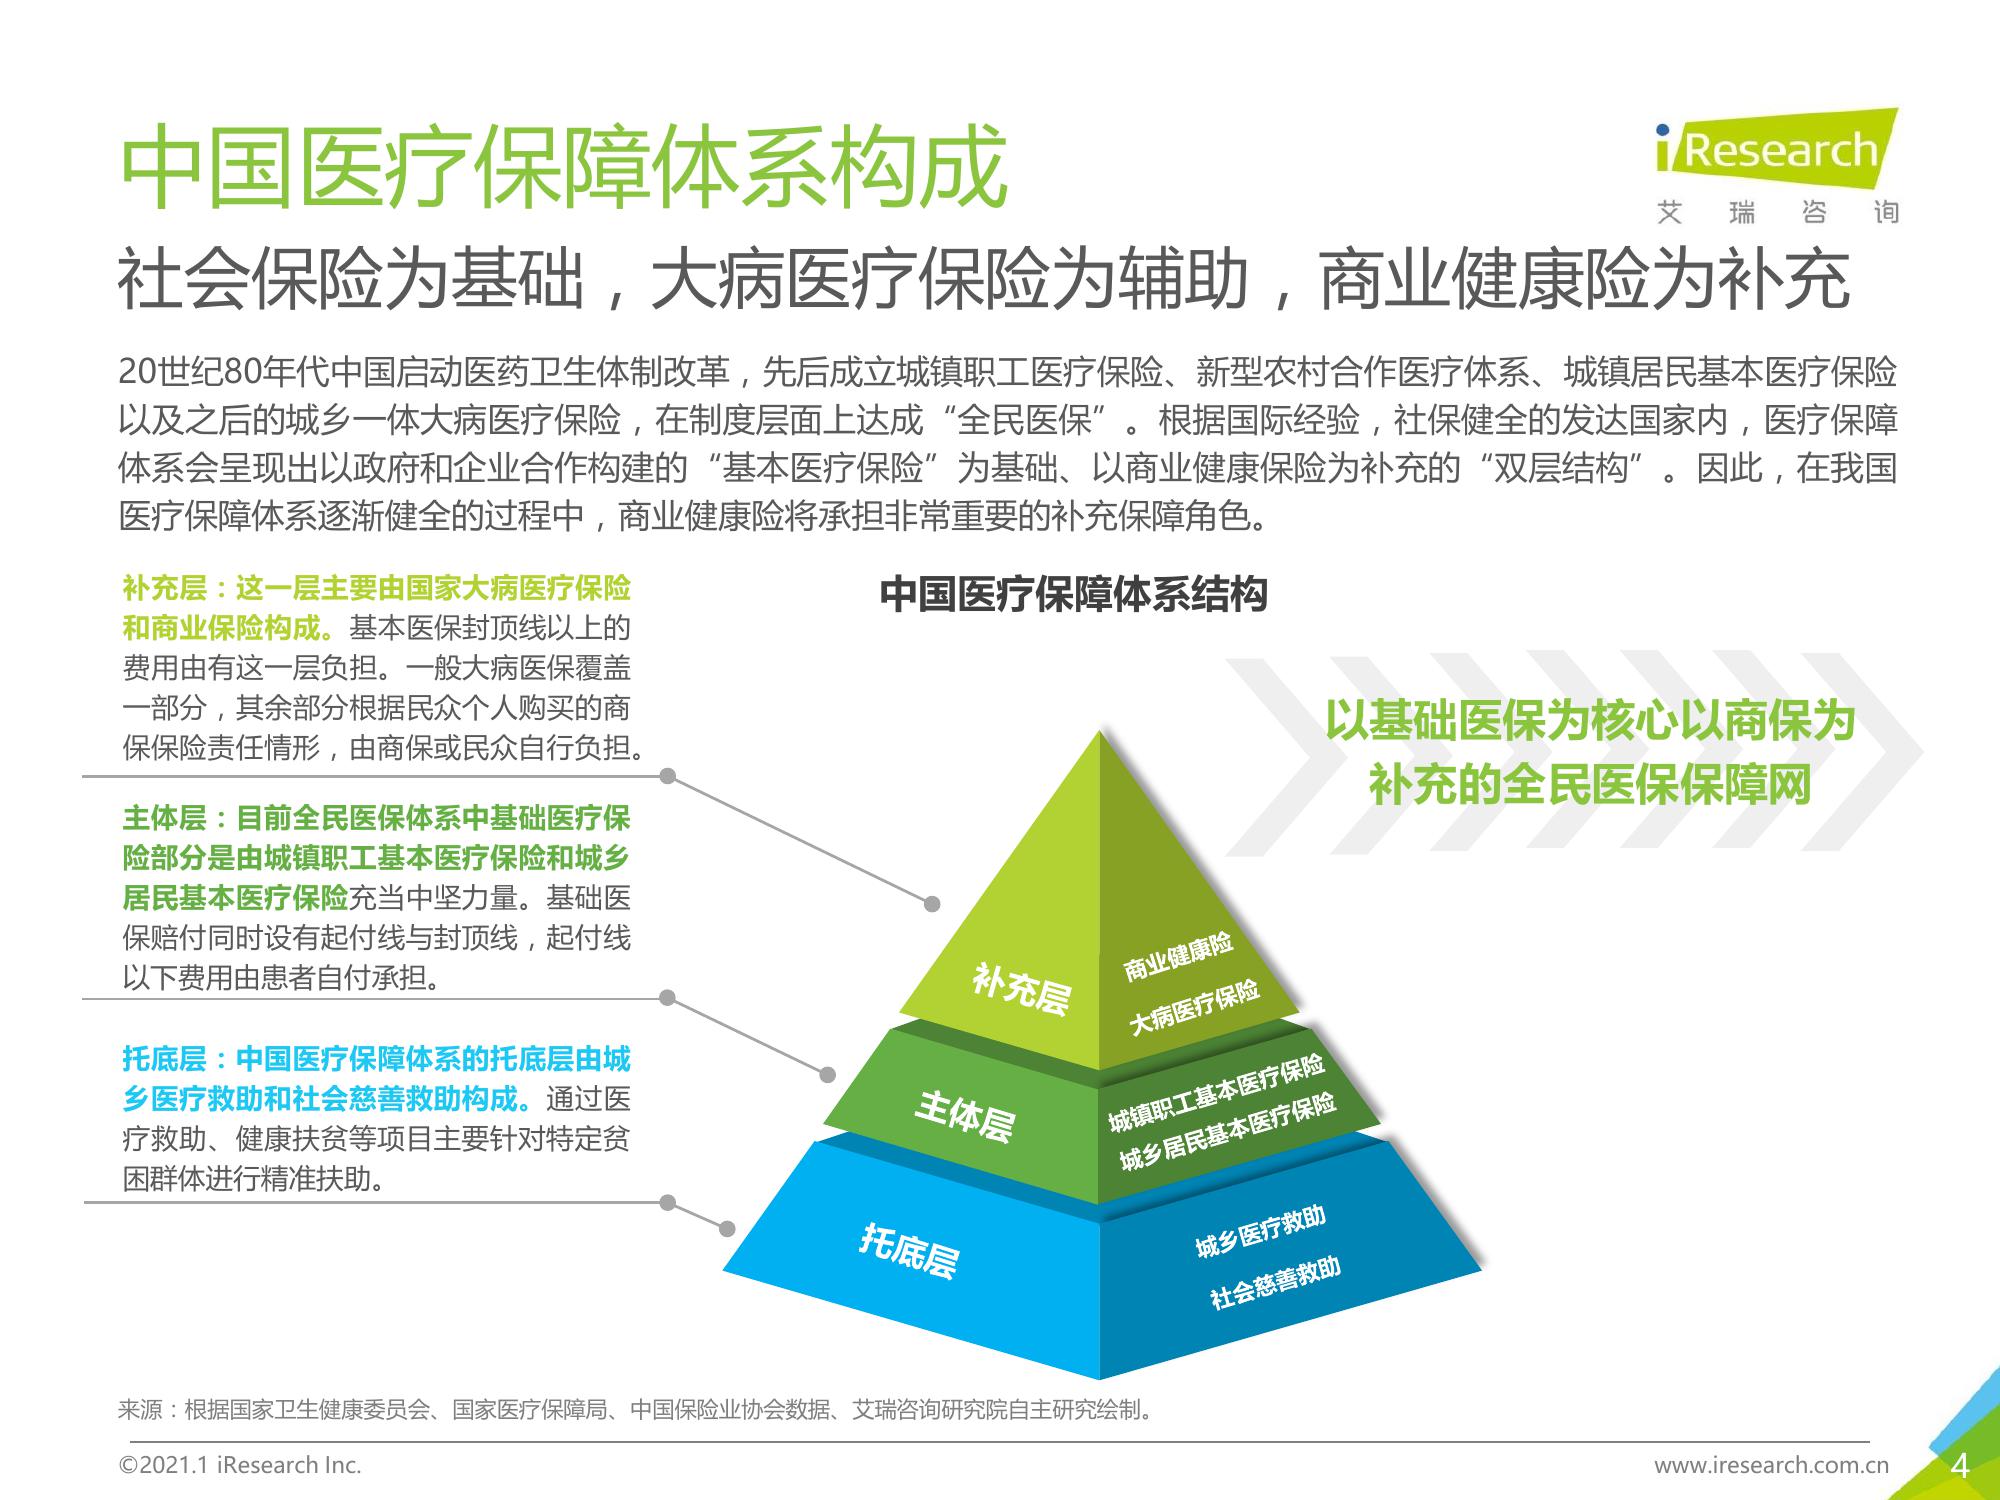 中国医疗保障体系构成
iResearch
艾瑞咨询
社会保险为基础，大病医疗保险为辅助，商业健康险为补充
20世纪80年代中国启动医药卫生体制改革，先后成立城镇职工医疗保险、新型农村合作医疗体系、城镇居民基本医疗保险
以及之后的城乡一体大病医疗保险，在制度层面上达成“全民医保”。根据国际经验，社保健全的发达国家内，医疗保障
体系会呈现出以政府和企业合作构建的“基本医疗保险”为基础、以商业健康保险为补充的“双层结构”。因此，在我国
医疗保障体系逐渐健全的过程中，商业健康险将承担非常重要的补充保障角色。
补充层：这一层主要由国家大病医疗保险
和商业保险构成。基本医保封顶线以上的
费用由有这一层负担。一般大病医保覆盖
一部分，其余部分根据民众个人购买的商
保保险责任情形，由商保或民众自行负担。
主体层：目前全民医保体系中基础医疗保
险部分是由城镇职工基本医疗保险和城乡
居民基本医疗保险充当中坚力量。基础医
保赔付同时设有起付线与封顶线，起付线
以下费用由患者自付承担。
托底层：中国医疗保障体系的托底层由城
乡医疗救助和社会慈善救助构成。通过医
疗救助、健康扶贫等项目主要针对特定贫
困群体进行精准扶助。
中国医疗保障体系结构
以基础医保为核心以商保为
补充的全民医保保障网
补充层
商业健康险
大病医疗保险
主体层
城镇职工基本医疗保险
城乡居民基本医疗保险
托底层
城乡医疗救助
社会慈善救助
来源：根据国家卫生健康委员会、国家医疗保障局、中国保险业协会数据、艾瑞咨询研究院自主研究绘制。
©2021.1 iResearch Inc.
www.iresearch.com.cn
4